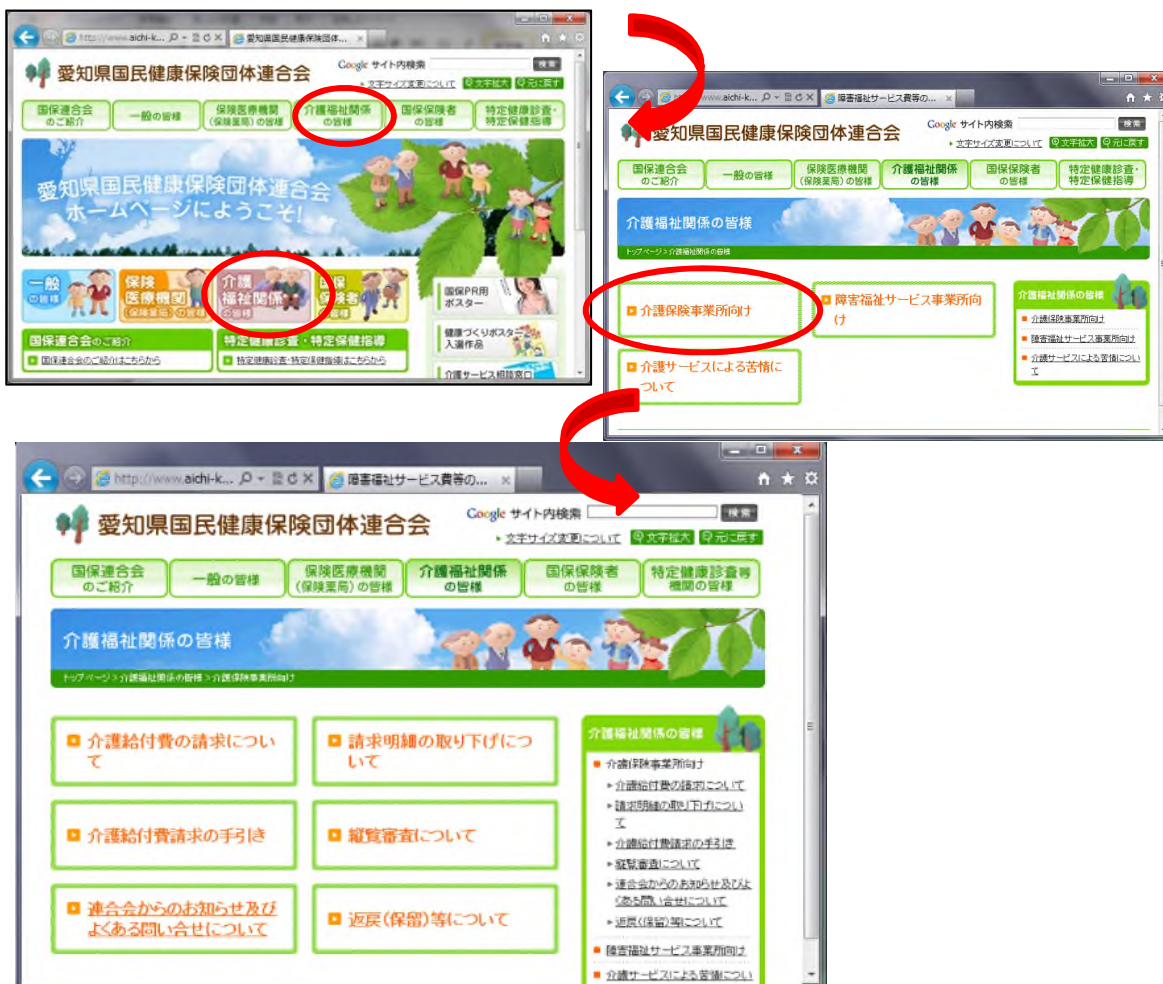 https://www.aichi-k...
愛知県国民健康保険団体...
愛知県国民健康保険団体連合会
Google サイト内検索
検索
文字サイズ変更について
文字拡大
元に戻す
国保連合会
のご紹介
一般の皆様
保険医療機関
(保険薬局)の皆様
介護福祉関係
の皆様
国保保険者
の皆様
特定健康診査・
特定保健指導
愛知県国民健康保険団体連合会
ホームページにようこそ!
一般
の皆様
保険
医療機関
(保険薬局)の皆様
介護
福祉関係
の皆様
国保
保険者
の皆様
国保PR用
ポスター
健康づくりポスター
入選作品
介護サービス相談窓口
国保連合会のご紹介
国保連合会のご紹介はこちらから
特定健康診査・特定保健指導
特定健康診査・特定保健指導はこちらから
www.aichi-k...
障害福祉サービス費等の...
愛知県国民健康保険団体連合会
Google サイト内検索
検索
文字サイズ変更について
文字拡大
元に戻す
国保連合会
のご紹介
一般の皆様
保険医療機関
(保険薬局)の皆様
介護福祉関係
の皆様
国保保険者
の皆様
特定健康診査・
特定保健指導
介護福祉関係の皆様
トップページ>介護福祉関係の皆様
介護保険事業所向け
障害福祉サービス事業所向
け
介護サービスによる苦情に
ついて
介護福祉関係の皆様
介護保険事業所向け
障害福祉サービス事業所向け
介護サービスによる苦情につい
て
http://www.aichi-k...
障害福祉サービス費等の...
愛知県国民健康保険団体連合会
Google サイト内検索
検索
文字サイズ変更について
文字拡大
元に戻す
国保連合会
のご紹介
一般の皆様
保険医療機関
(保険薬局)の皆様
介護福祉関係
の皆様
国保保険者
の皆様
特定健康診査等
機関の皆様
介護福祉関係の皆様
トップページ>介護福祉関係の皆様>介護保険事業所向け
介護給付費の請求につい
て
請求明細の取り下げにつ
いて
介護給付費請求の手引き
縦覧審査について
連合会からのお知らせ及び
よくある問い合せについて
返戻(保留)等について
介護福祉関係の皆様
介護保険事業所向け
介護給付費の請求について
請求明細の取り下げについ
て
介護給付費請求の手引き
縦覧審査について
連合会からのお知らせ及びよ
くある問い合せについて
返戻(保留)等について
障害福祉サービス事業所向け
介護サービスによる苦情につい